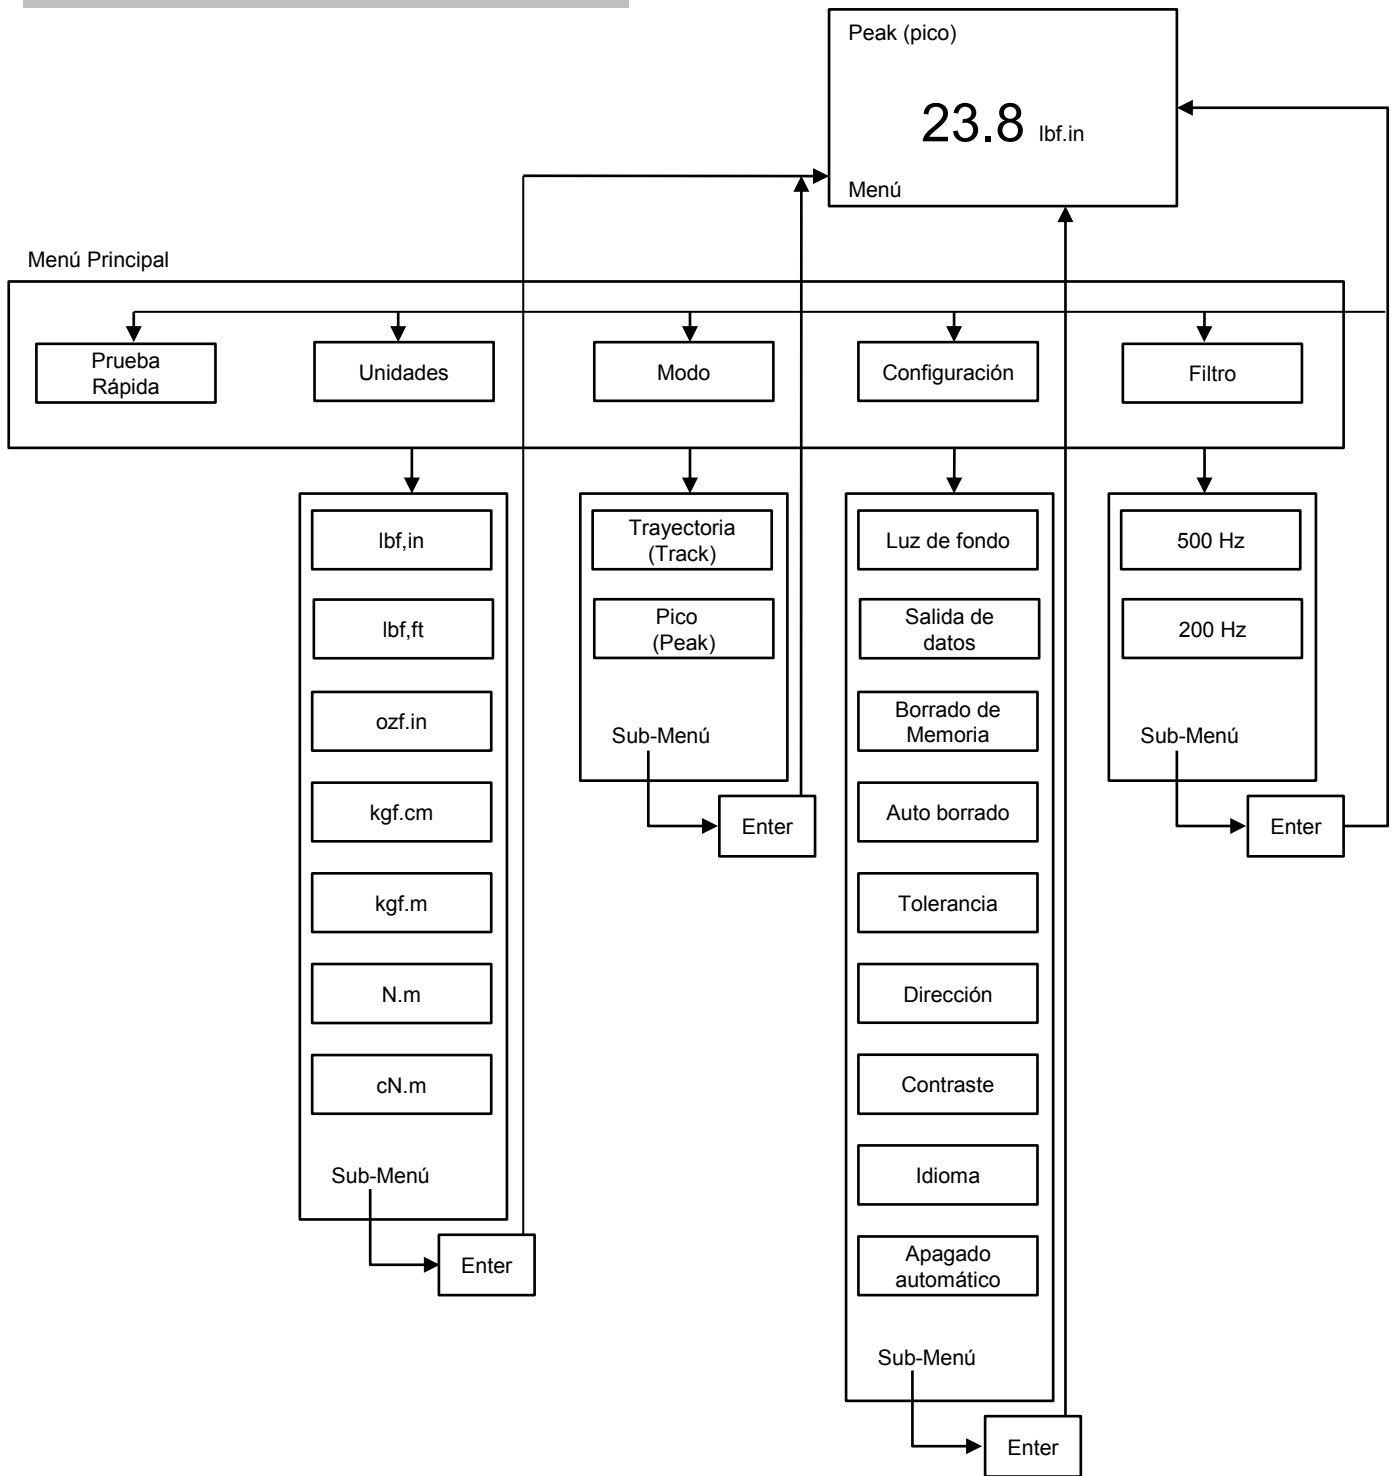 Peak (pico)
23.8 lbf.in
Menú
Menú Principal
Prueba
Rápida
Unidades
Modo
Configuración
Filtro
lbf,in
lbf,ft
ozf.in
kgf.cm
kgf.m
N.m
cN.m
Sub-Menú
Enter
Trayectoria
(Track)
Pico
(Peak)
Sub-Menú
Enter
Luz de fondo
Salida de
datos
Borrado de
Memoria
Auto borrado
Tolerancia
Dirección
Contraste
Idioma
Apagado
automático
Sub-Menú
Enter
500 Hz
200 Hz
Sub-Menú
Enter